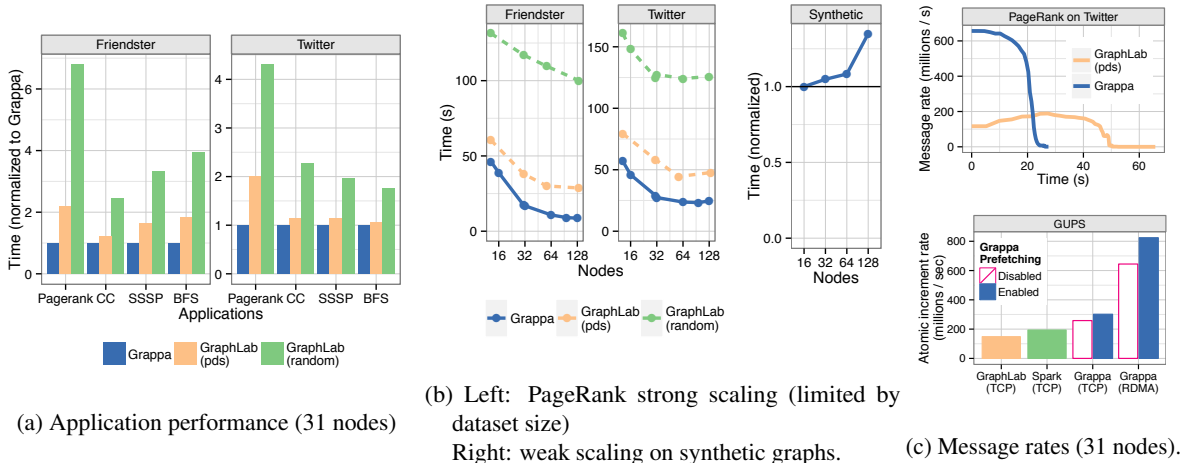 Friendster
Twitter
Time (normalized to Grappa)
6
4
2
0
4
3
2
1
0
Pagerank CC SSSP BFS
Pagerank CC SSSP BFS
Applications
Grappa
GraphLab
(pds)
GraphLab
(random)
(a) Application performance (31 nodes)
Friendster
Twitter
Time (s)
100
50
0
150
100
50
0
16 32 64 128
16 32 64 128
Nodes
Grappa
GraphLab
(pds)
GraphLab
(random)
Synthetic
Time (normalized)
1.0
0.5
0.0
16 32 64 128
Nodes
(b) Left: PageRank strong scaling (limited by
dataset size)
Right: weak scaling on synthetic graphs.
PageRank on Twitter
Message rate (millions / s)
600
400
200
0
GraphLab
(pds)
Grappa
0 20 40 60
Time (s)
GUPS
Atomic increment rate
(millions / sec)
800
600
400
200
0
Grappa
Prefetching
Disabled
Enabled
GraphLab
(TCP)
Spark
(TCP)
Grappa
(TCP)
Grappa
(RDMA)
(c) Message rates (31 nodes).